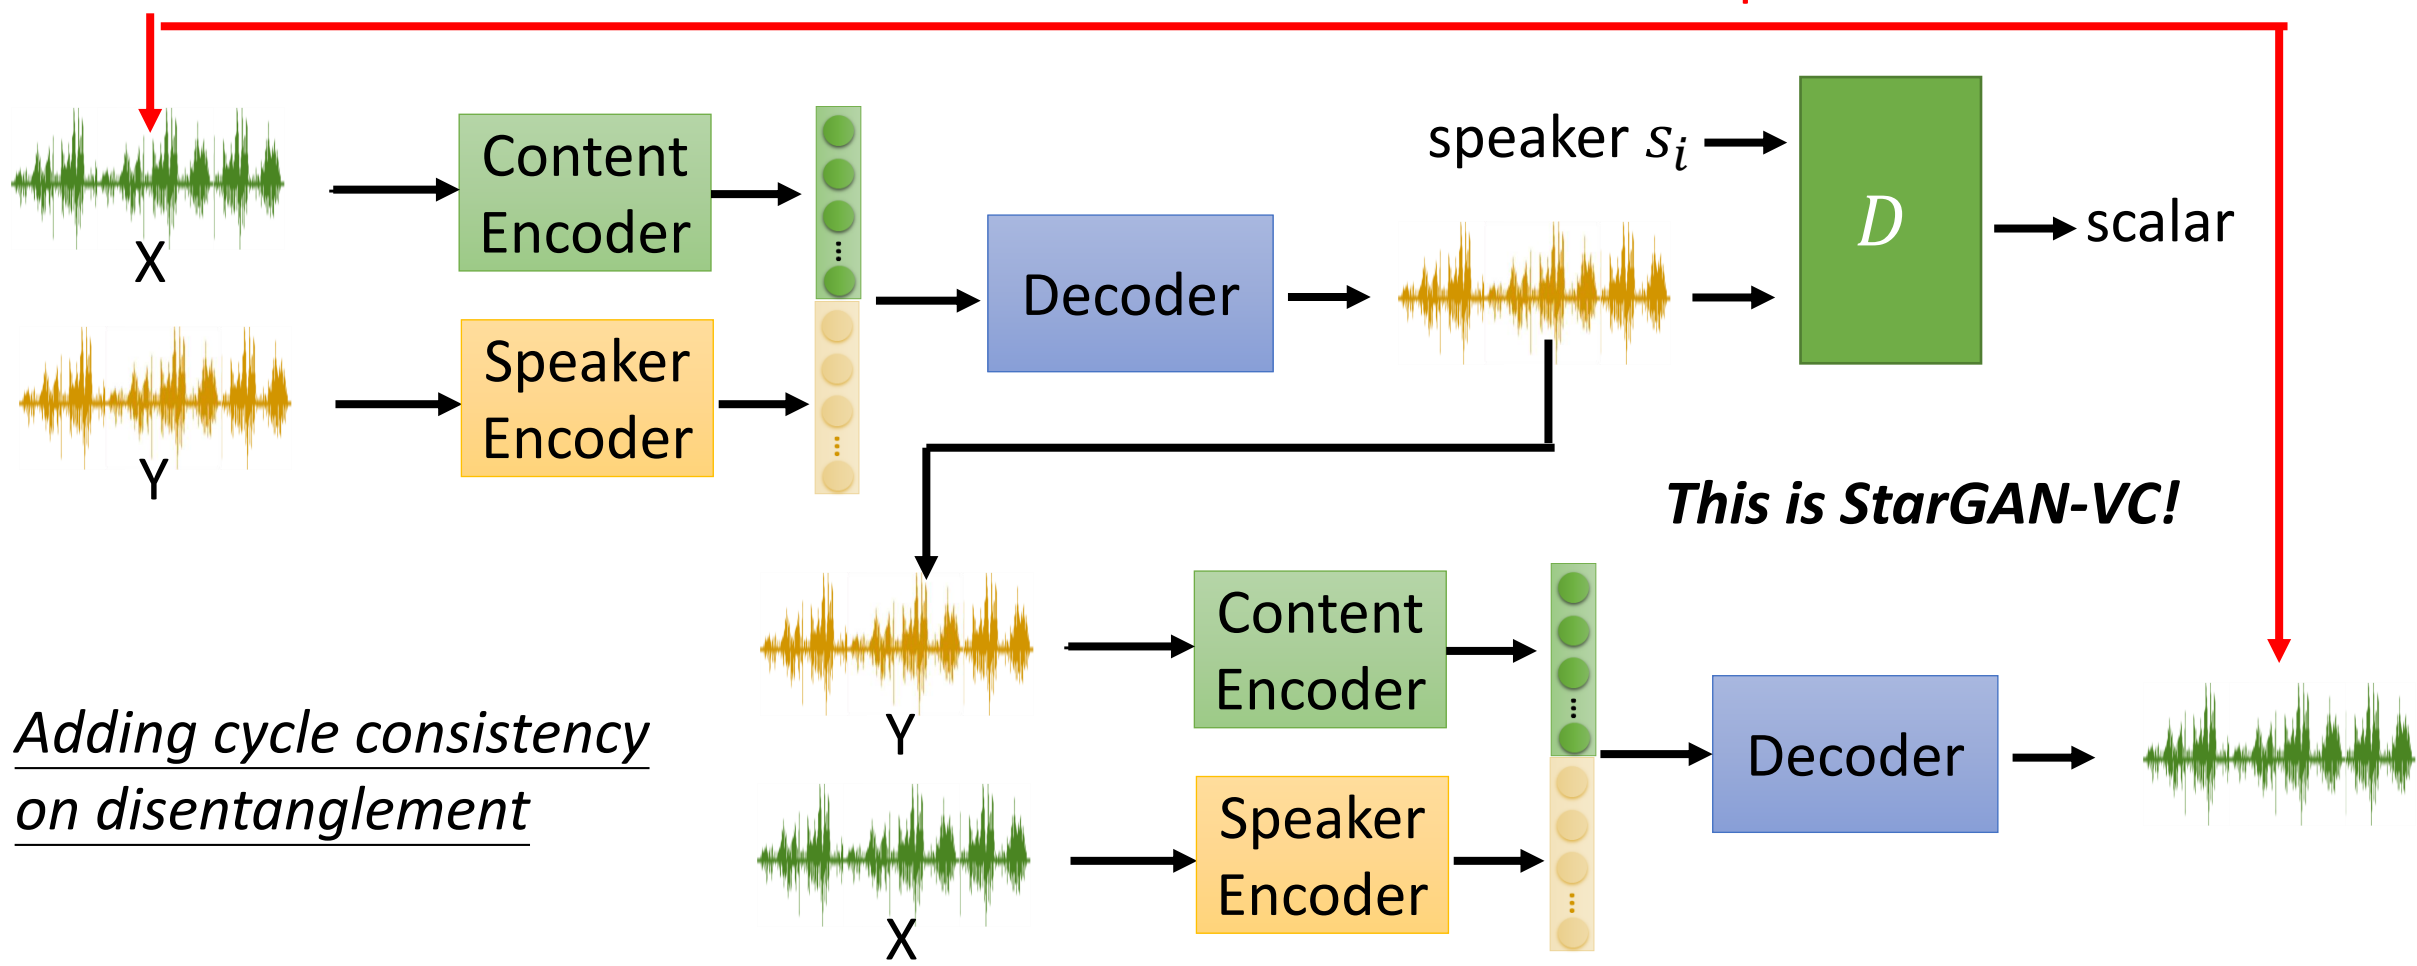 X
Content
Encoder
Y
Speaker
Encoder
Decoder
speaker sᵢ
D
scalar
This is StarGAN-VC!
Adding cycle consistency
on disentanglement
Y
Content
Encoder
X
Speaker
Encoder
Decoder